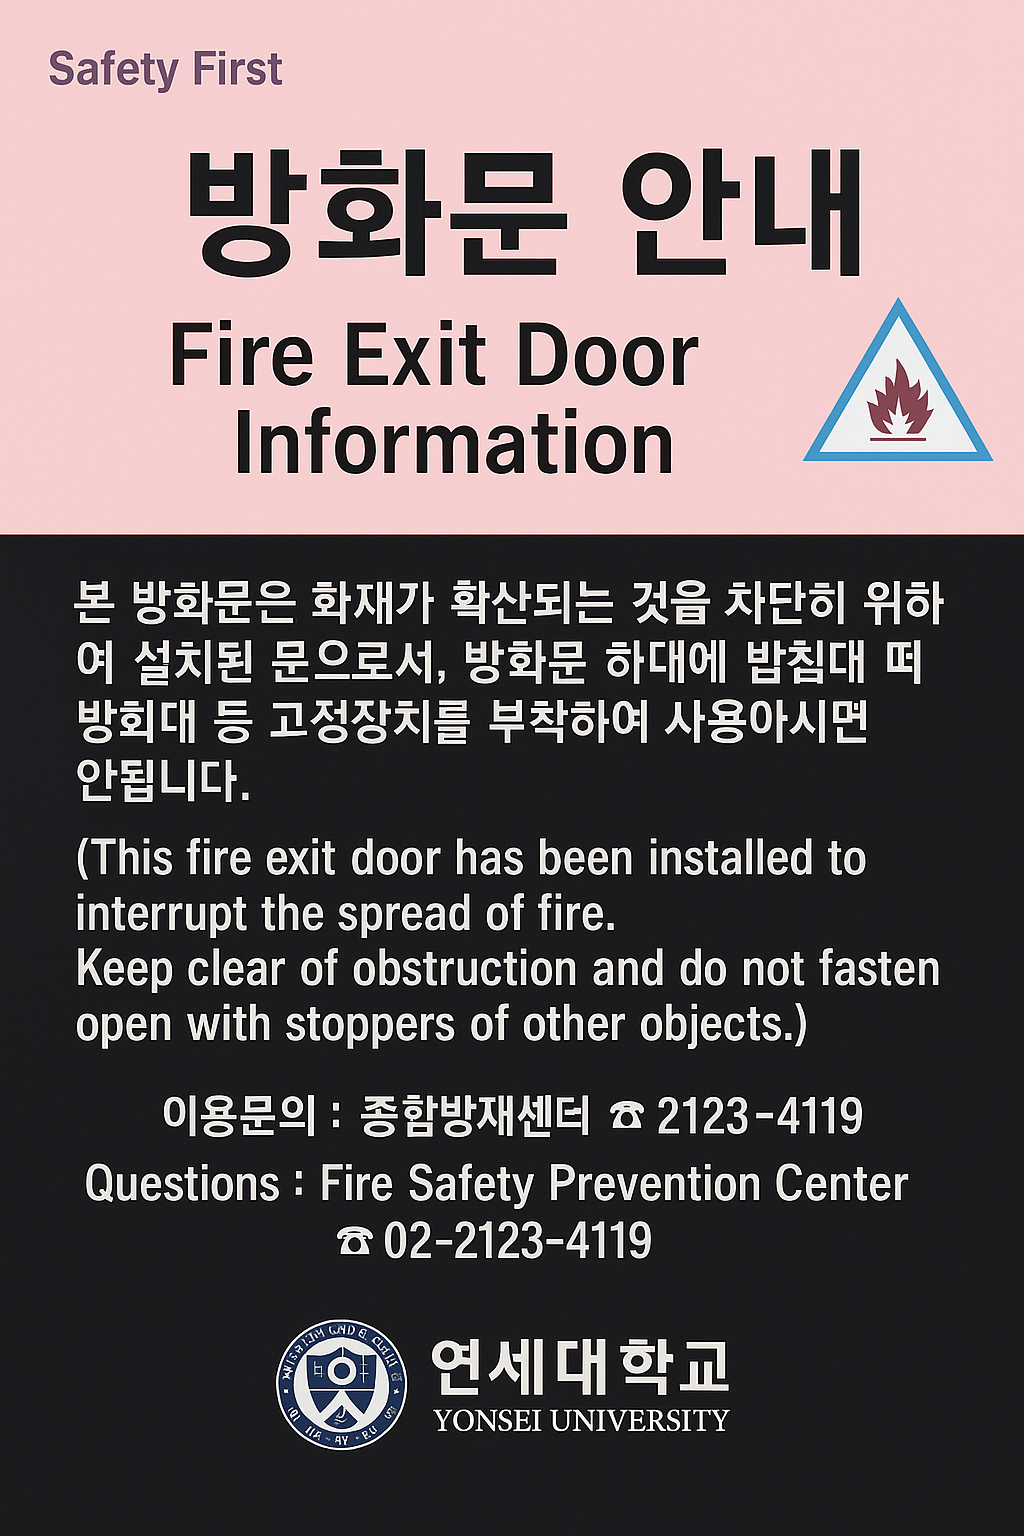 Safety First
방화문 안내
Fire Exit Door
Information
본 방화문은 화재가 확산되는 것음 차단히 위하
여 설치된 문으로서, 방화문 하대에 밥침대 떠
방회대 등 고정장치를 부착하여 사용아시면
안됩니다.
(This fire exit door has been installed to
interrupt the spread of fire.
Keep clear of obstruction and do not fasten
open with stoppers of other objects.)
이용문의 : 종합방재센터 ☎ 2123-4119
Questions : Fire Safety Prevention Center
☎ 02-2123-4119
연세대학교
YONSEI UNIVERSITY